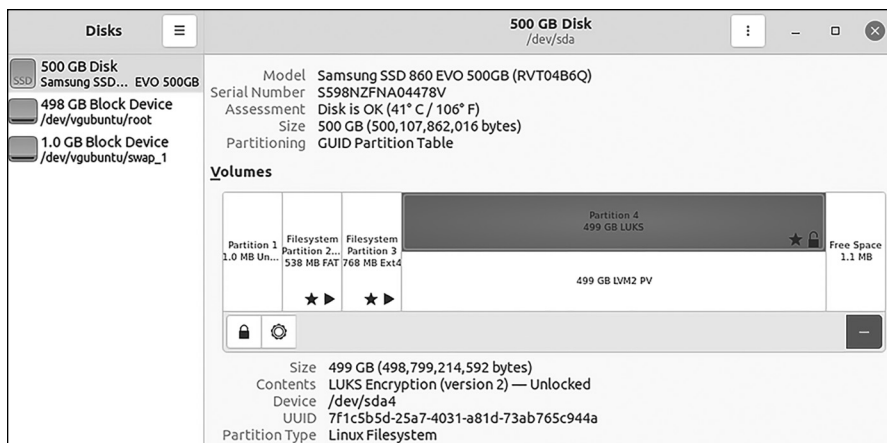 Disks
500 GB Disk
/dev/sda
SSD
500 GB Disk
Samsung SSD... EVO 500GB
498 GB Block Device
/dev/vgubuntu/root
1.0 GB Block Device
/dev/vgubuntu/swap_1
Model Samsung SSD 860 EVO 500GB (RVT04B6Q)
Serial Number S598NZFNA04478V
Assessment Disk is OK (41° C / 106° F)
Size 500 GB (500,107,862,016 bytes)
Partitioning GUID Partition Table
Volumes
Partition 1
1.0 MB Un...
Filesystem
Partition 2...
538 MB FAT
Filesystem
Partition 3
768 MB Ext4
Partition 4
499 GB LUKS
499 GB LVM2 PV
Free Space
1.1 MB
Size 499 GB (498,799,214,592 bytes)
Contents LUKS Encryption (version 2) — Unlocked
Device /dev/sda4
UUID 7f1c5b5d-25a7-4031-a81d-73ab765c944a
Partition Type Linux Filesystem